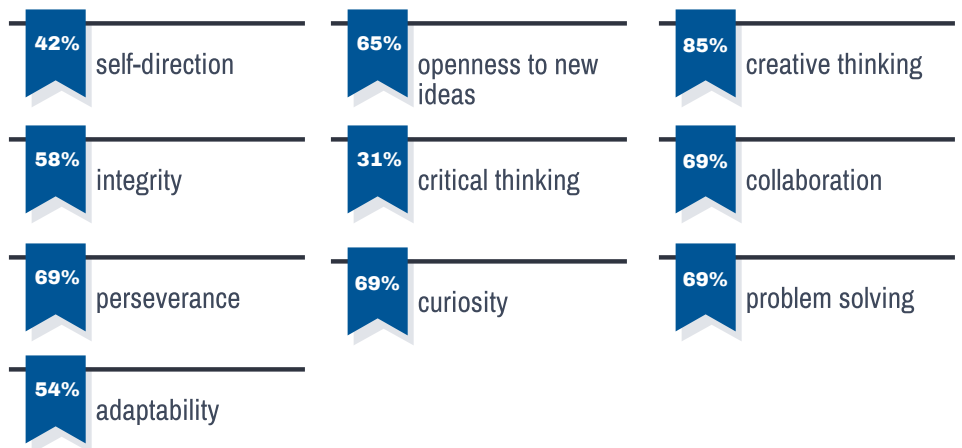 42%
self-direction
65%
openness to new
ideas
85%
creative thinking
58%
integrity
31%
critical thinking
69%
collaboration
69%
perseverance
69%
curiosity
69%
problem solving
54%
adaptability